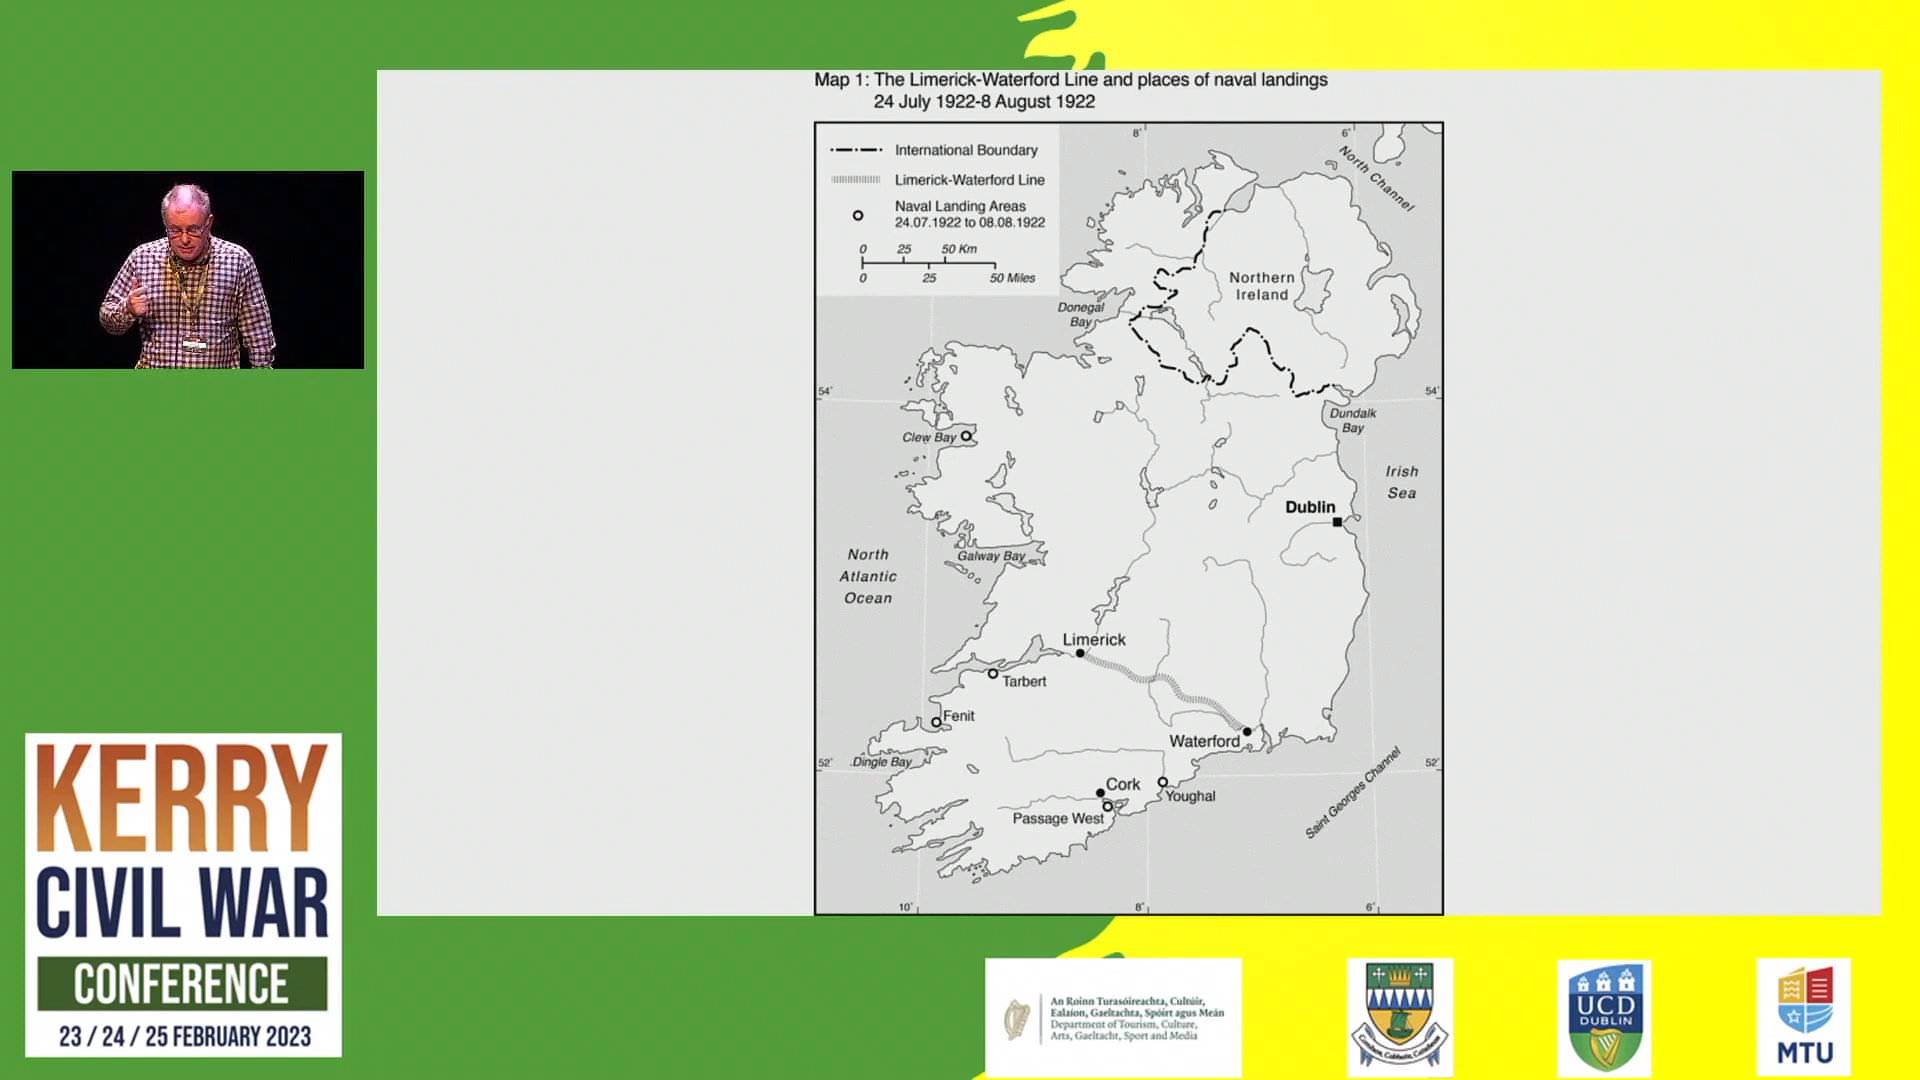 Map 1: The Limerick-Waterford Line and places of naval landings
24 July 1922-8 August 1922
International Boundary
Limerick-Waterford Line
Naval Landing Areas
24.07.1922 to 08.08.1922
0 25 50 Km
0 25 50 Miles
8°
6°
North Channel
Northern
Ireland
Donegal
Bay
54°
54°
Dundalk
Bay
Clew Bay
Irish
Sea
Dublin
Galway Bay
North
Atlantic
Ocean
Limerick
Tarbert
Fenit
Waterford
Dingle Bay
52°
52°
Cork
Youghal
Passage West
Saint Georges Channel
10°
8°
6°
KERRY
CIVIL WAR
CONFERENCE
23 / 24 / 25 FEBRUARY 2023
An Roinn Turasóireachta, Cultúir,
Ealaíon, Gaeltachta, Spóirt agus Meán
Department of Tourism, Culture,
Arts, Gaeltacht, Sport and Media
Comhar, Cabhair, Cairdeas
UCD
DUBLIN
MTU